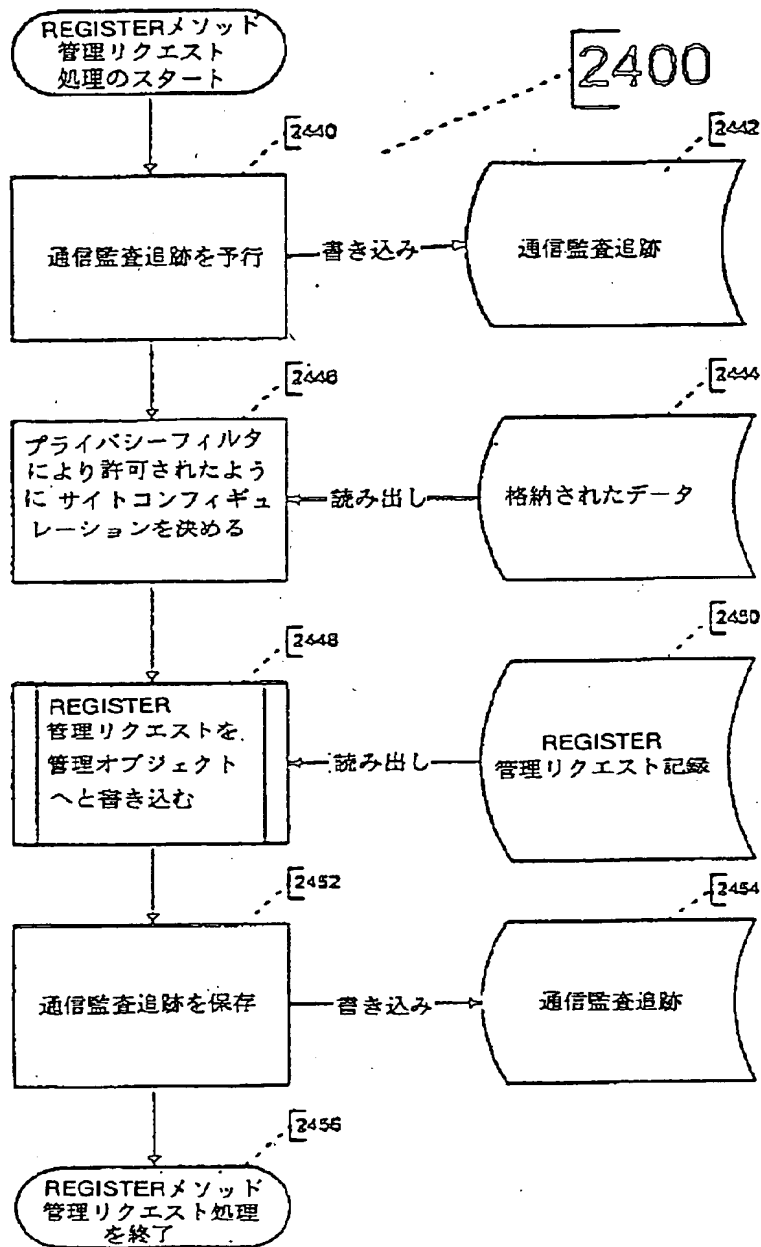 REGISTERメソッド
管理リクエスト
処理のスタート
2400
2440
2442
通信監査追跡を予行
書き込み
通信監査追跡
2446
2444
プライバシーフィルタ
により許可されたよう
に サイトコンフィギュ
レーションを決める
読み出し
格納されたデータ
2448
2450
REGISTER
管理リクエストを
管理オブジェクト
へと書き込む
読み出し
REGISTER
管理リクエスト記録
2452
2454
通信監査追跡を保存
書き込み
通信監査追跡
2456
REGISTERメソッド
管理リクエスト処理
を終了